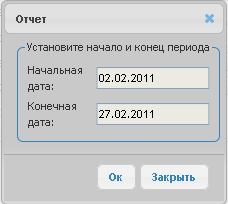 Отчет
Установите начало и конец периода
Начальная
дата:
02.02.2011
Конечная
дата:
27.02.2011
Ок
Закрыть